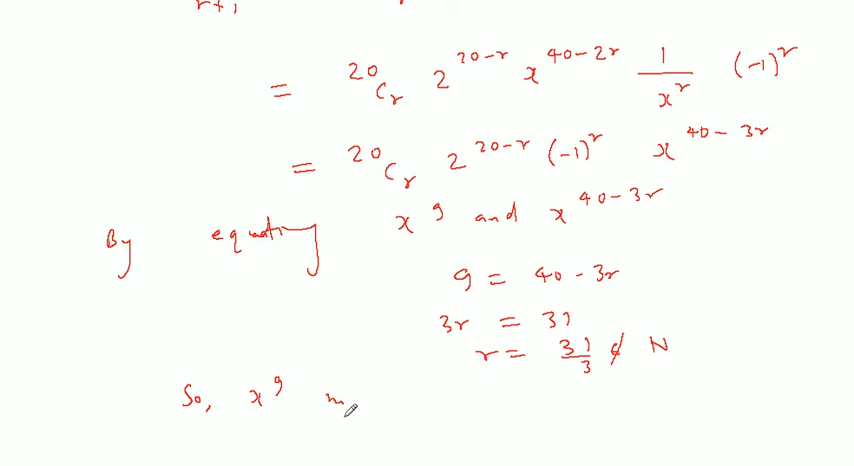 r+1
= ²⁰Cᵣ 2²⁰⁻ʳ x⁴⁰⁻²ʳ 1/xʳ (-1)ʳ
= ²⁰Cᵣ 2²⁰⁻ʳ (-1)ʳ x⁴⁰⁻³ʳ
By equating x⁹ and x⁴⁰⁻³ʳ
9 = 40 - 3r
3r = 31
r = 31/3 ∉ N
So, x⁹